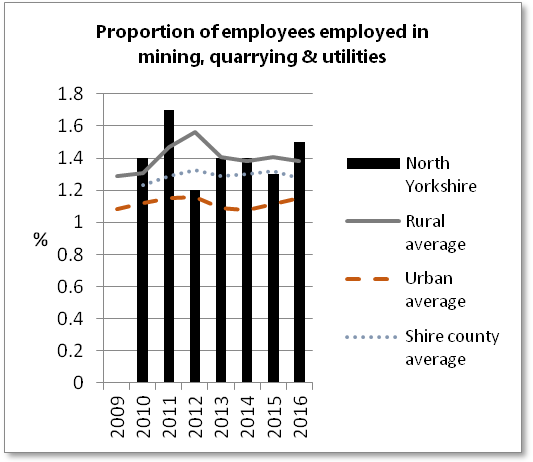 Proportion of employees employed in
mining, quarrying & utilities
1.8
1.6
1.4
1.2
1
0.8
0.6
0.4
0.2
0
%
2009
2010
2011
2012
2013
2014
2015
2016
North
Yorkshire
Rural
average
Urban
average
Shire county
average